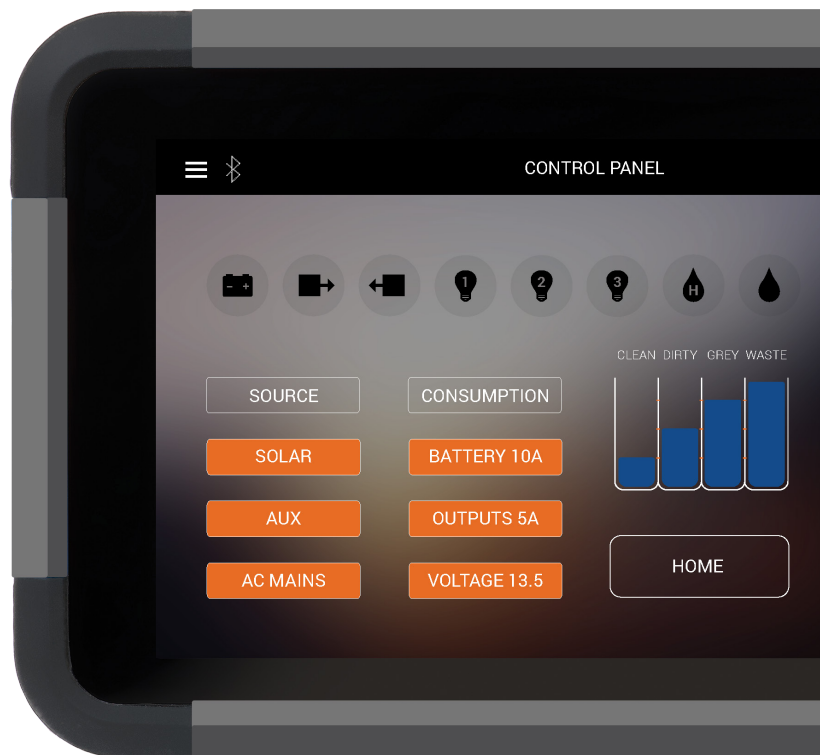 CONTROL PANEL
- +
1
2
3
H
CLEAN DIRTY GREY WASTE
SOURCE
CONSUMPTION
SOLAR
BATTERY 10A
AUX
OUTPUTS 5A
AC MAINS
VOLTAGE 13.5
HOME